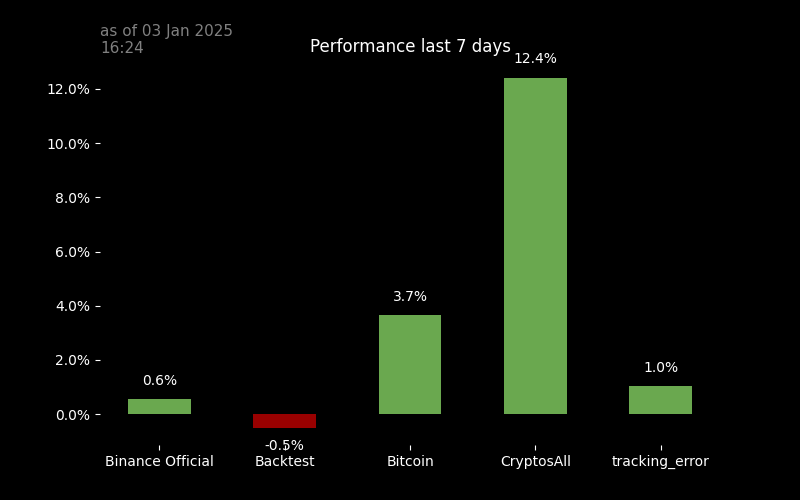 as of 03 Jan 2025
16:24
Performance last 7 days
12.4%
12.0%
10.0%
8.0%
6.0%
4.0%
3.7%
2.0%
1.0%
0.6%
0.0%
-0.5%
Binance Official
Backtest
Bitcoin
CryptosAll
tracking_error